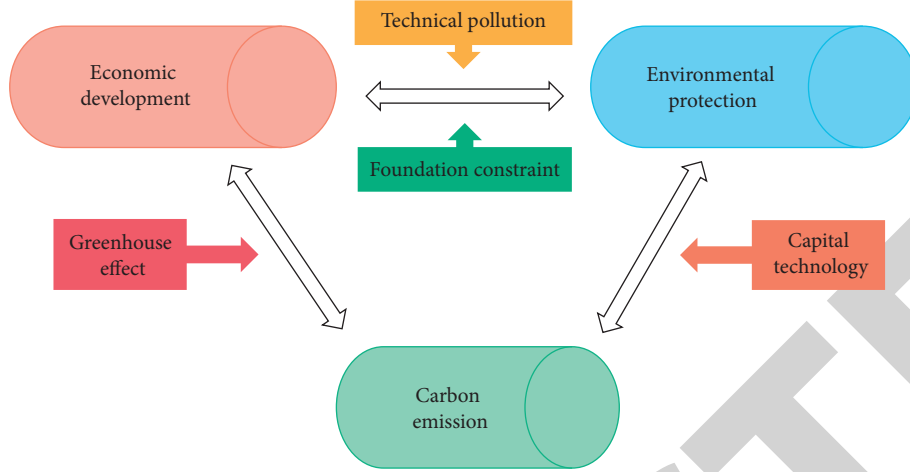 Technical pollution
Economic
development
Environmental
protection
Foundation constraint
Greenhouse
effect
Capital
technology
Carbon
emission